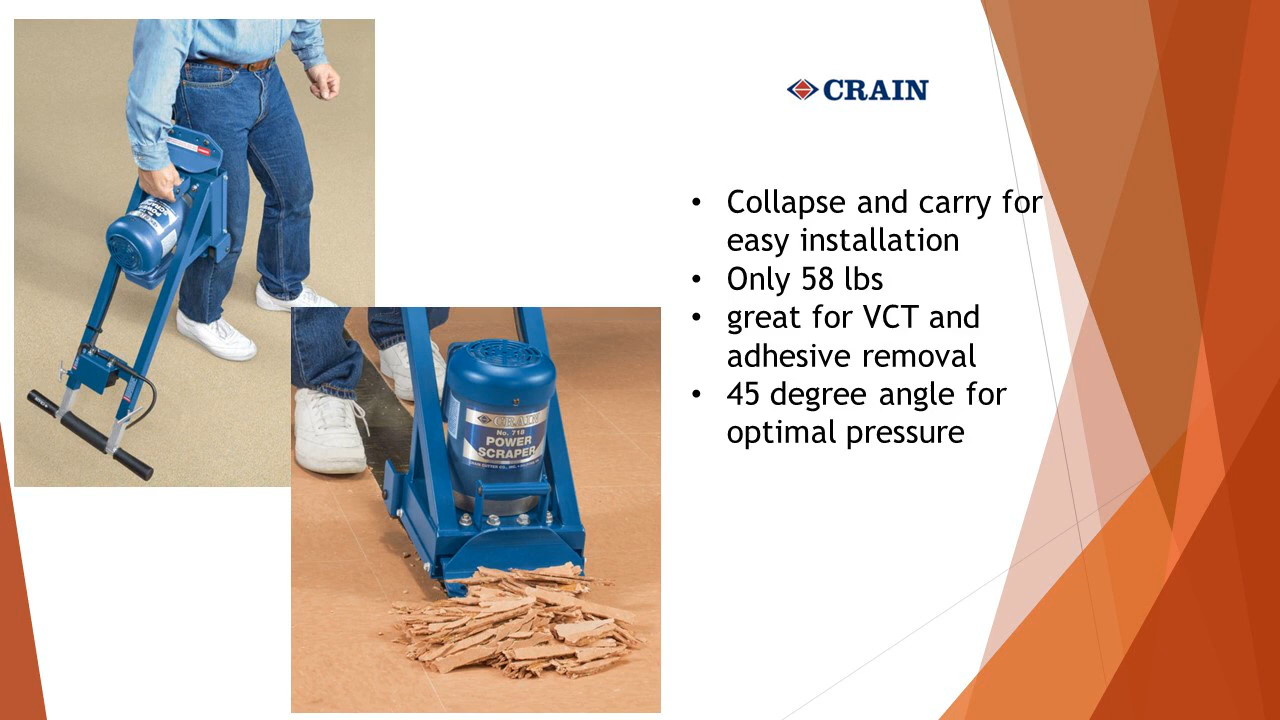 CRAIN
• Collapse and carry for
easy installation
• Only 58 lbs
• great for VCT and
adhesive removal
• 45 degree angle for
optimal pressure
CRAIN
No. 710
POWER
SCRAPER